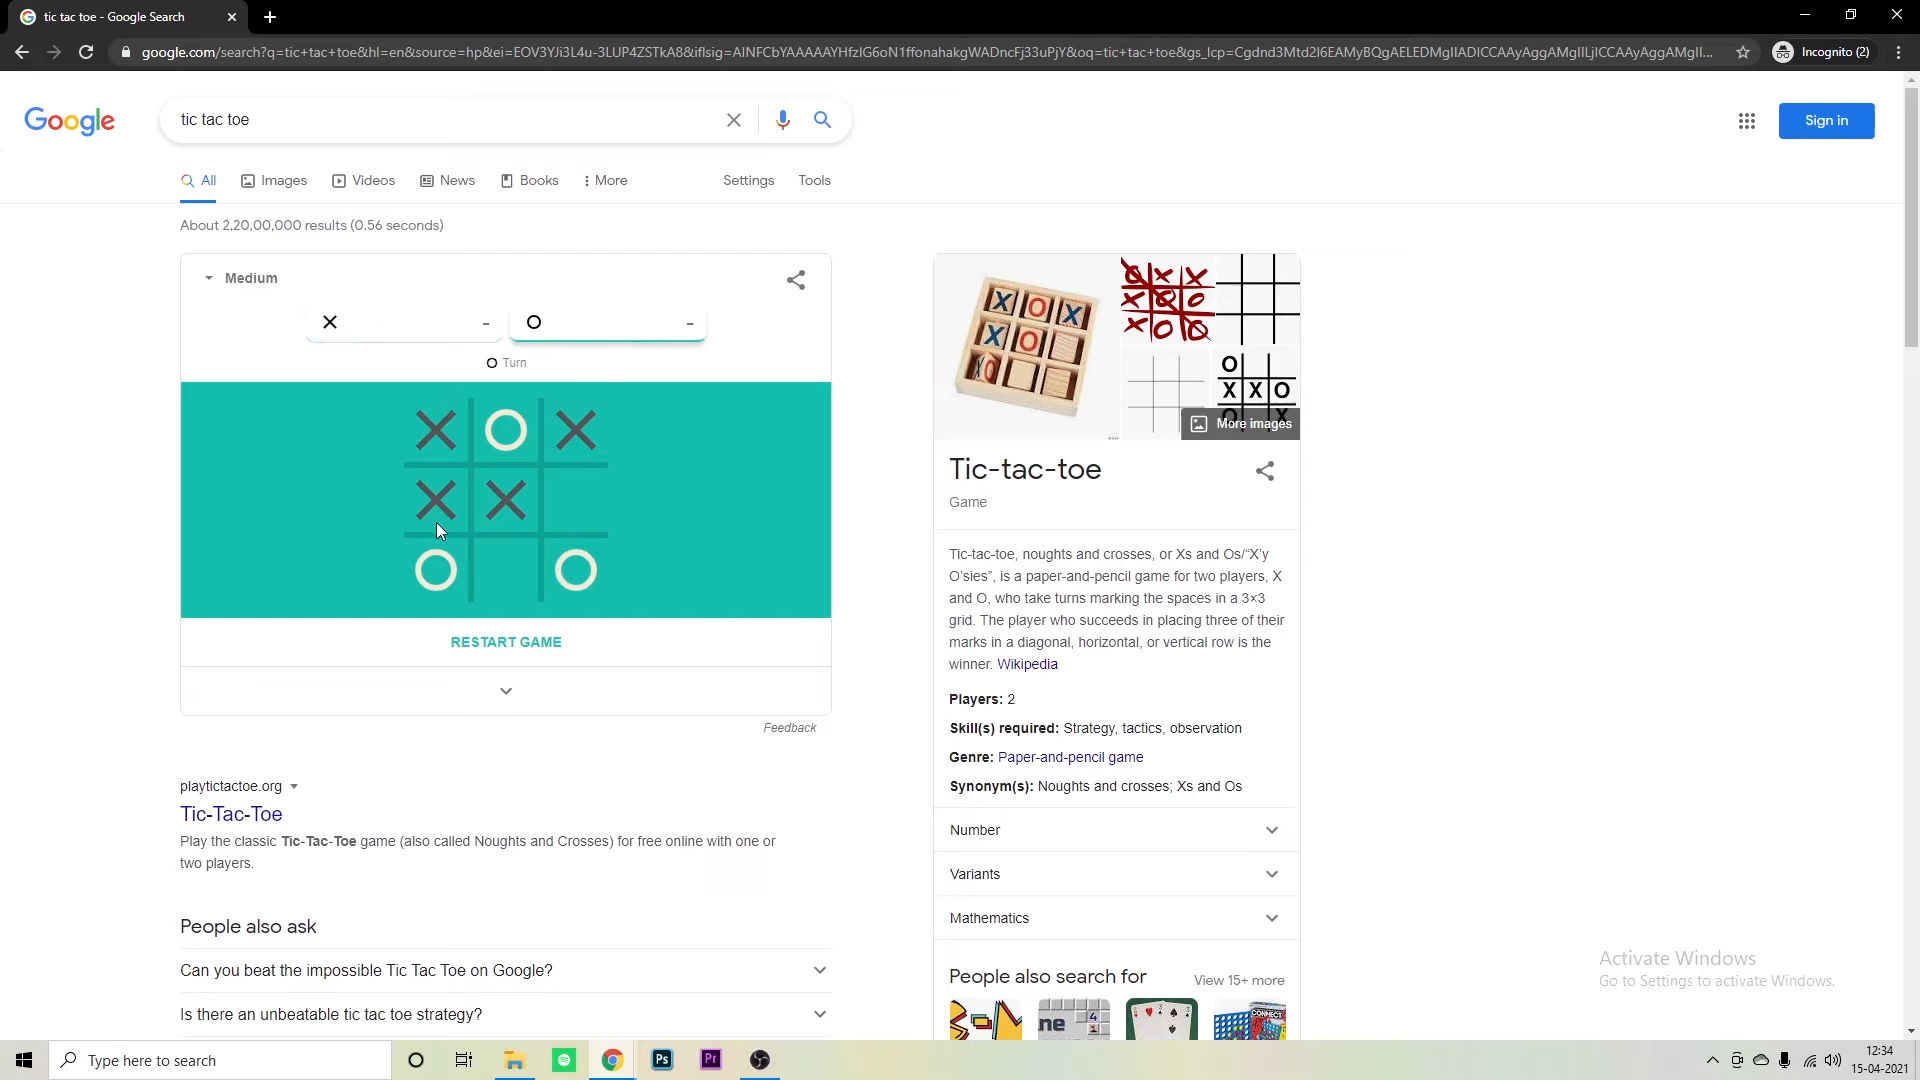 tic tac toe - Google Search
google.com/search?q=tic+tac+toe&hl=en&source=hp&ei=EOV3YJi3L4u-3LUP4ZSTkA8&iflsig=AINFCbYAAAAAYHfzIG6oN1ffonahakgWADncFj33uPjY&oq=tic+tac+toe&gs_lcp=Cgdnd3Mtd2l6EAMyBQgAELEDMgIIADICCAAyAggAMgIILjICCAAyAggAMgII...
Incognito (2)
Google
tic tac toe
Sign in
All Images Videos News Books More Settings Tools
About 2,20,00,000 results (0.56 seconds)
Medium
X - O -
O Turn
X O X
X X
O O
RESTART GAME
Feedback
playtictactoe.org
Tic-Tac-Toe
Play the classic Tic-Tac-Toe game (also called Noughts and Crosses) for free online with one or
two players.
People also ask
Can you beat the impossible Tic Tac Toe on Google?
Is there an unbeatable tic tac toe strategy?
More images
Tic-tac-toe
Game
Tic-tac-toe, noughts and crosses, or Xs and Os/“X’y
O’sies”, is a paper-and-pencil game for two players, X
and O, who take turns marking the spaces in a 3×3
grid. The player who succeeds in placing three of their
marks in a diagonal, horizontal, or vertical row is the
winner. Wikipedia
Players: 2
Skill(s) required: Strategy, tactics, observation
Genre: Paper-and-pencil game
Synonym(s): Noughts and crosses; Xs and Os
Number
Variants
Mathematics
People also search for View 15+ more
Activate Windows
Go to Settings to activate Windows.
Type here to search
Ps
Pr
12:34
15-04-2021